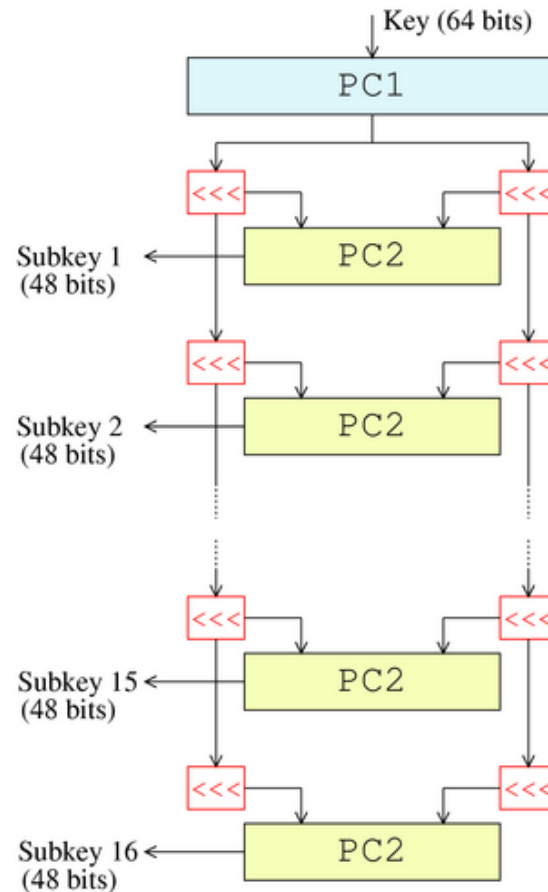 Key (64 bits)
PC1
<<< <<<
PC2
Subkey 1
(48 bits)
<<< <<<
PC2
Subkey 2
(48 bits)
<<< <<<
PC2
Subkey 15
(48 bits)
<<< <<<
PC2
Subkey 16
(48 bits)